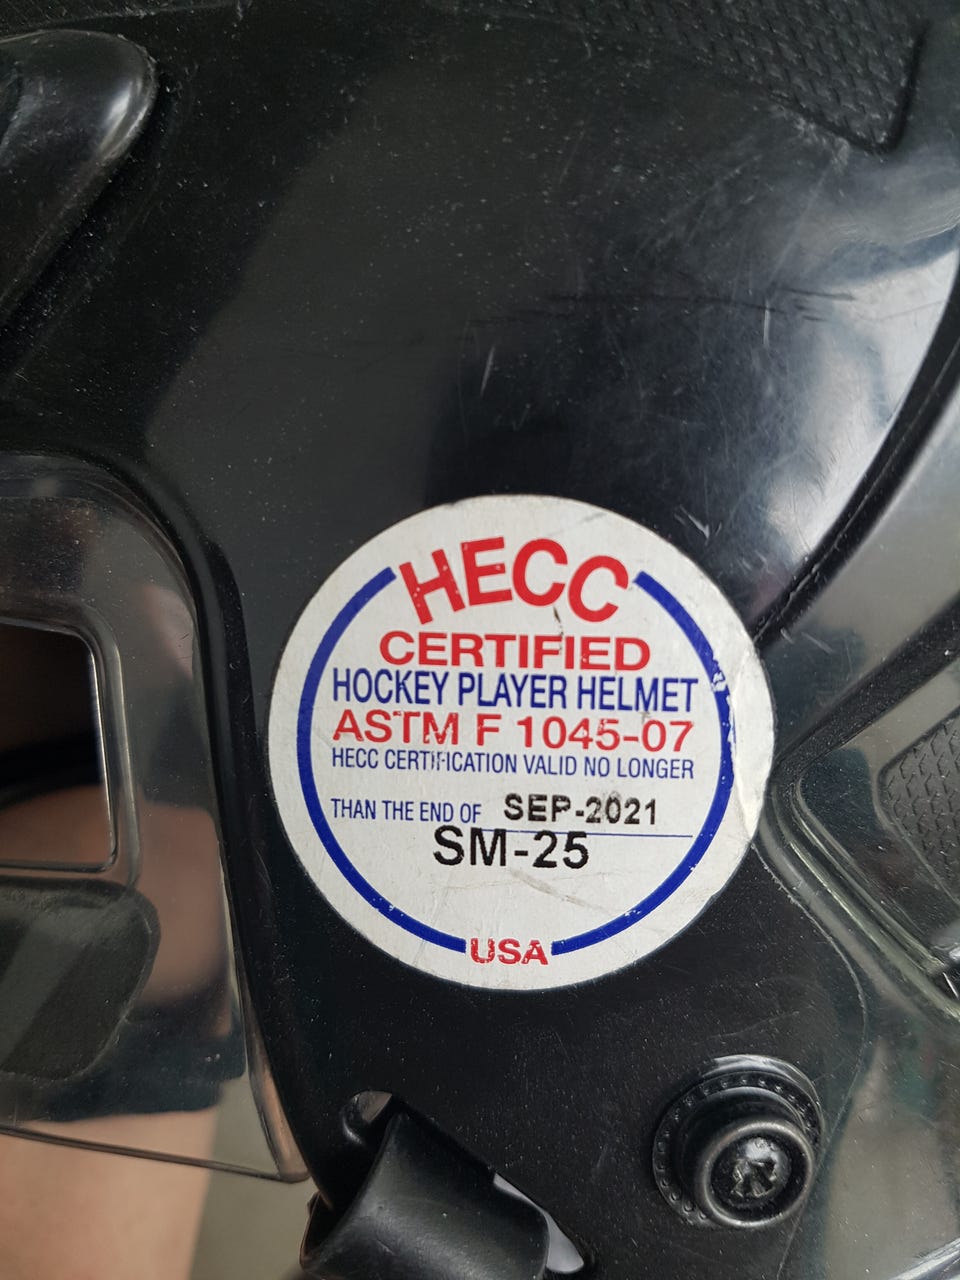 HECC
CERTIFIED
HOCKEY PLAYER HELMET
ASTM F 1045-07
HECC CERTIFICATION VALID NO LONGER
THAN THE END OF SEP-2021
SM-25
USA